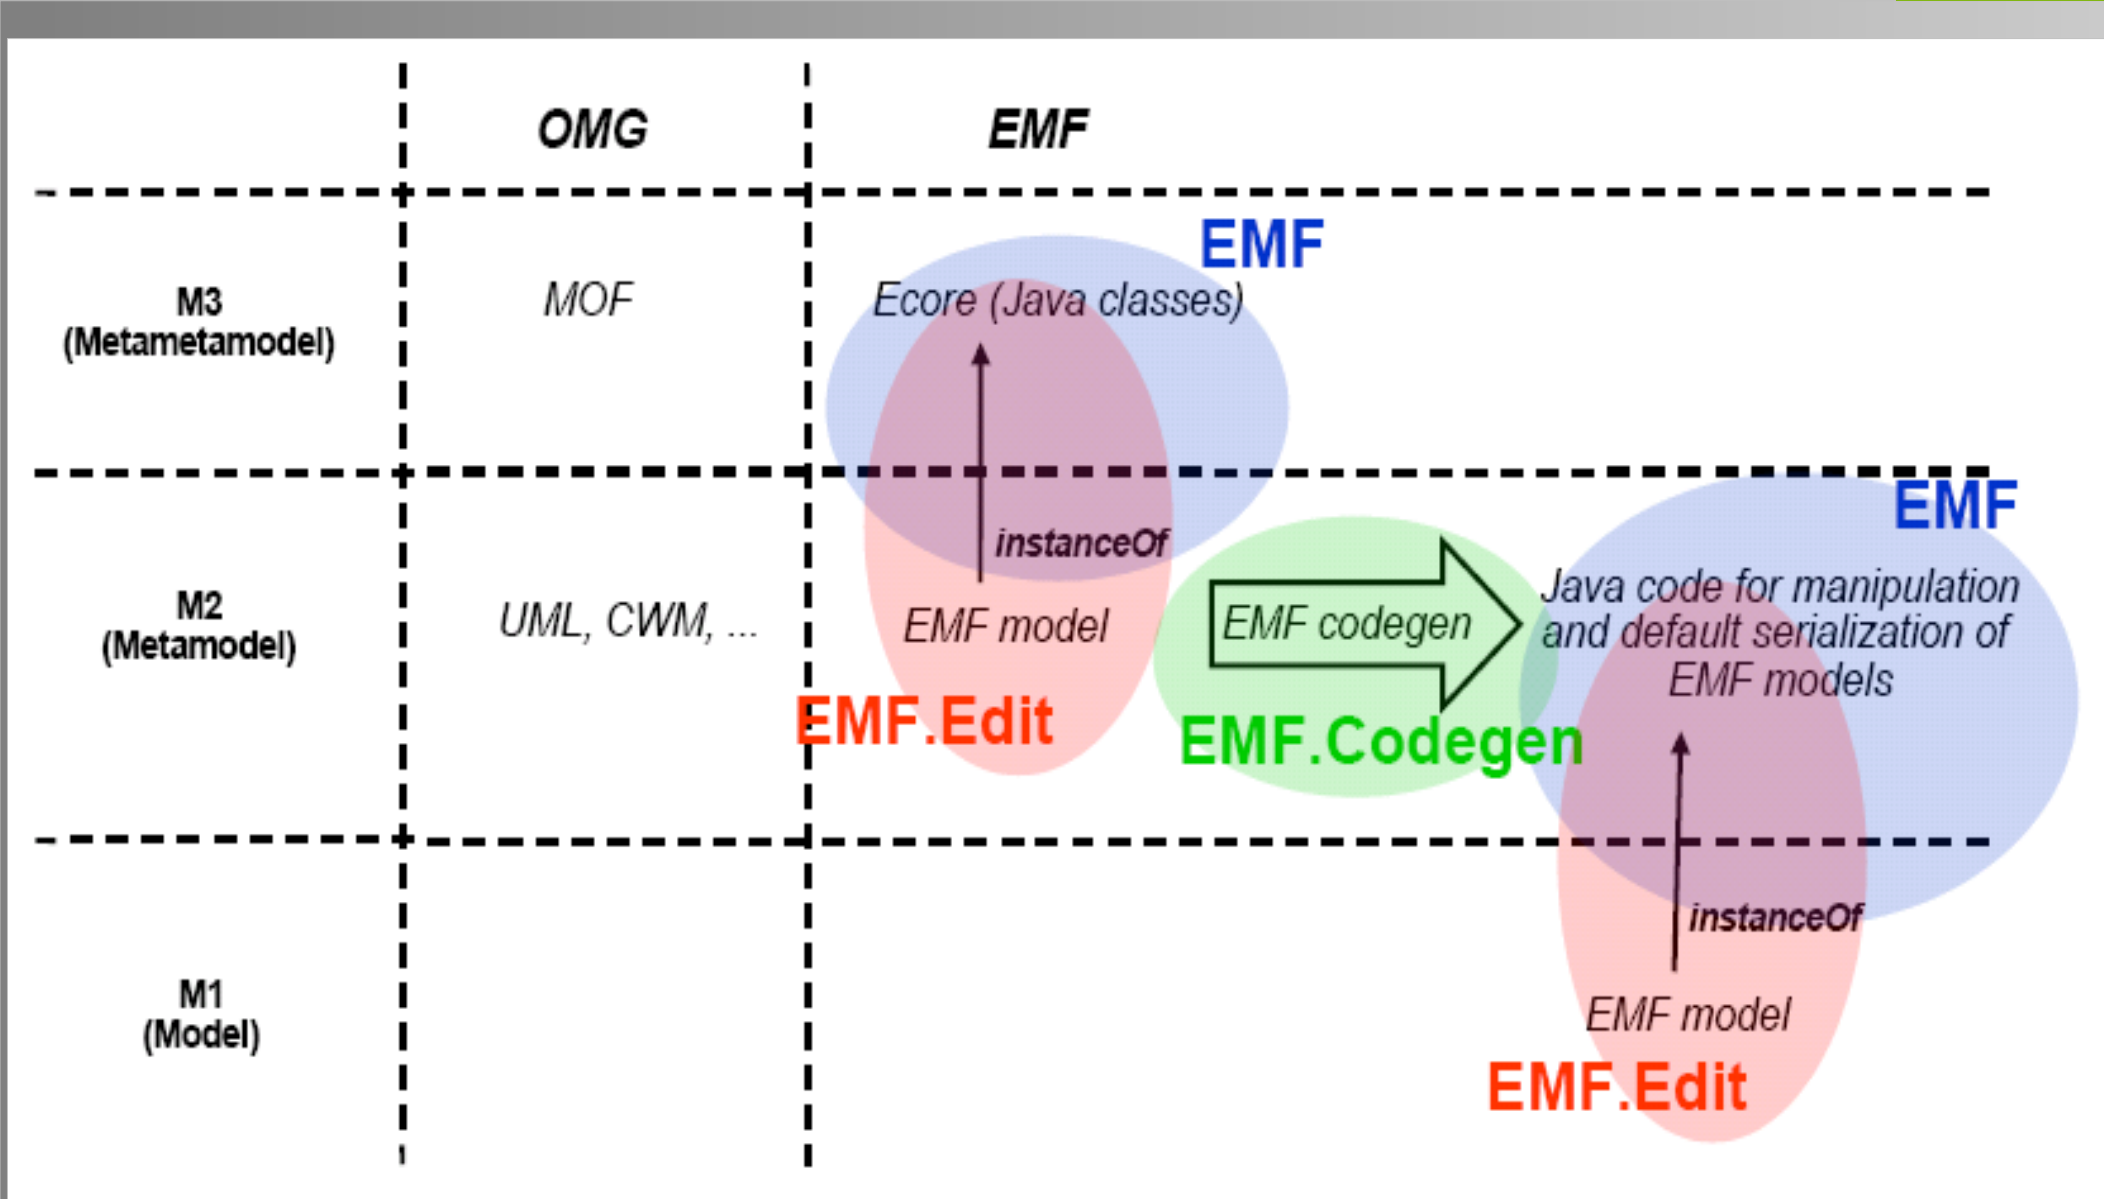 OMG
EMF
M3
(Metametamodel)
MOF
EMF
Ecore (Java classes)
instanceOf
M2
(Metamodel)
UML, CWM, ...
EMF model
EMF.Edit
EMF codegen
EMF.Codegen
EMF
Java code for manipulation
and default serialization of
EMF models
M1
(Model)
instanceOf
EMF model
EMF.Edit